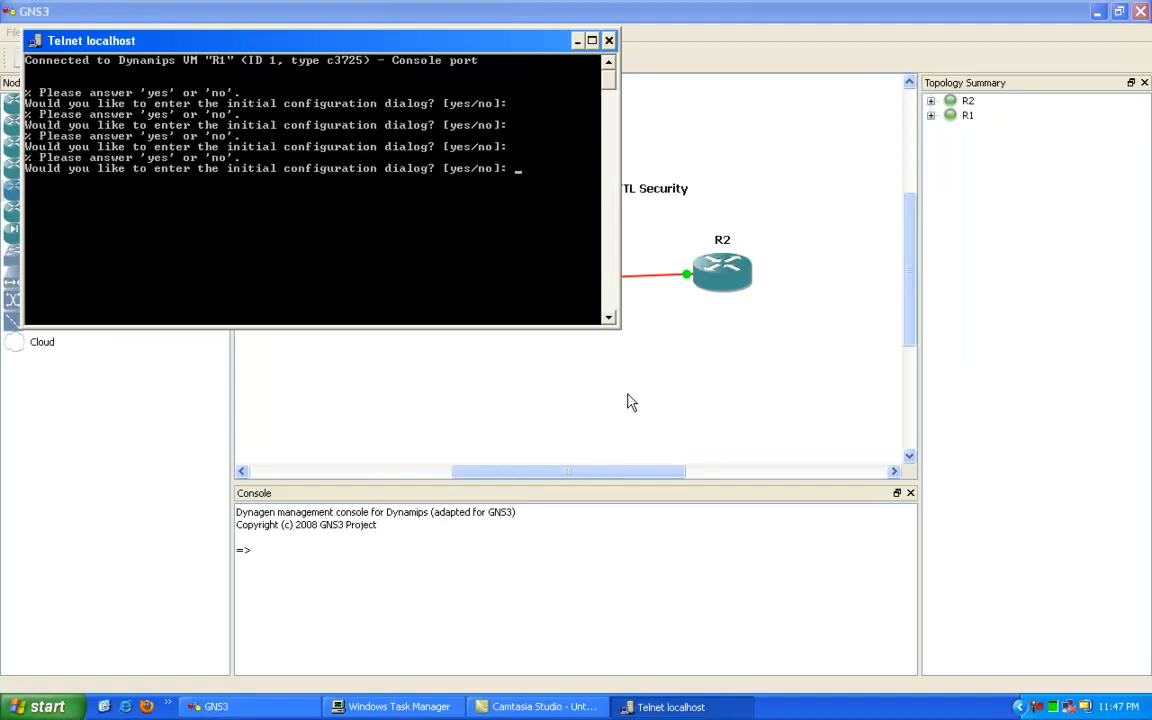 GNS3
Telnet localhost
Connected to Dynamips VM "R1" (ID 1, type c3725) - Console port
% Please answer 'yes' or 'no'.
Would you like to enter the initial configuration dialog? [yes/no]:
% Please answer 'yes' or 'no'.
Would you like to enter the initial configuration dialog? [yes/no]:
% Please answer 'yes' or 'no'.
Would you like to enter the initial configuration dialog? [yes/no]:
% Please answer 'yes' or 'no'.
Would you like to enter the initial configuration dialog? [yes/no]: _
Topology Summary
R2
R1
TL Security
R2
Cloud
Console
Dynagen management console for Dynamips (adapted for GNS3)
Copyright (c) 2008 GNS3 Project
=>
start
GNS3
Windows Task Manager
Camtasia Studio - Unt...
Telnet localhost
11:47 PM